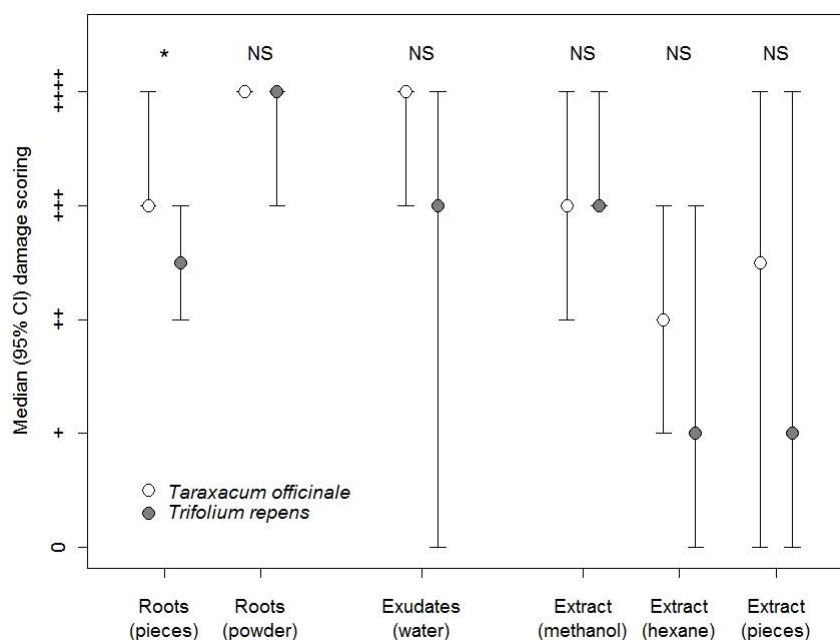 * NS NS NS NS NS
Median (95% CI) damage scoring
++++
+++
++
+
0
Taraxacum officinale
Trifolium repens
Roots (pieces)
Roots (powder)
Exudates (water)
Extract (methanol)
Extract (hexane)
Extract (pieces)